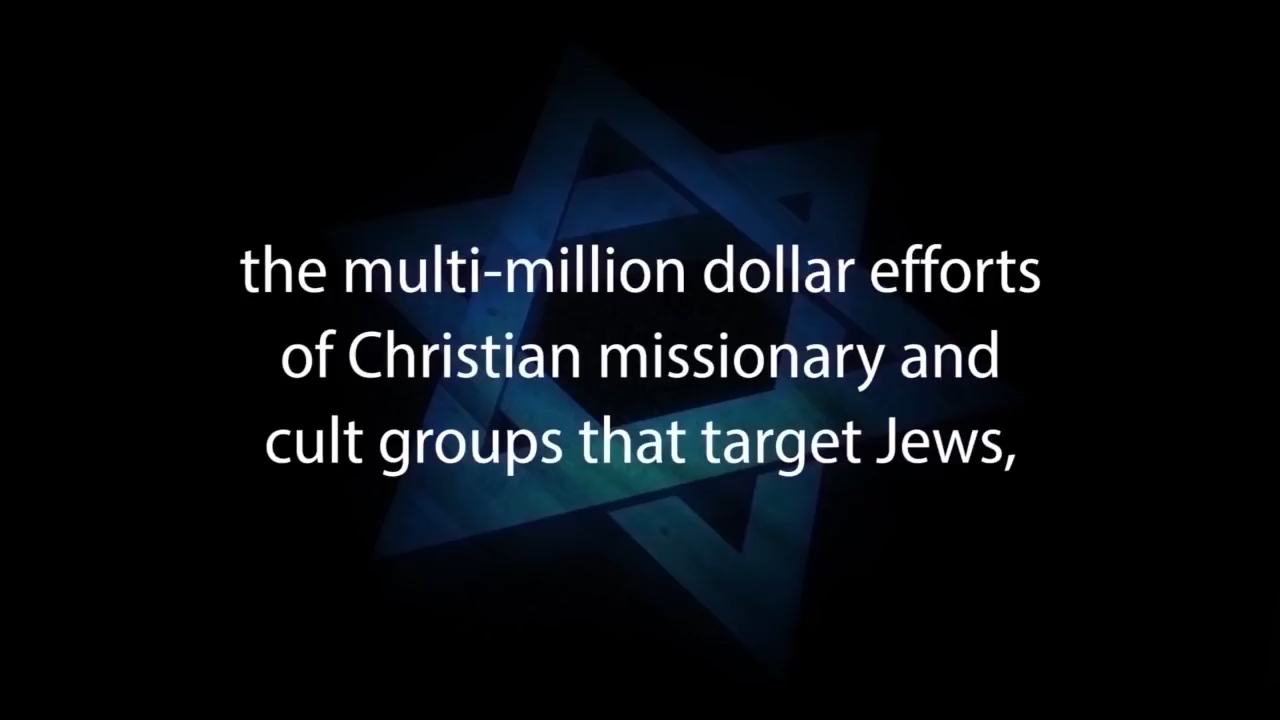 the multi-million dollar efforts
of Christian missionary and
cult groups that target Jews,